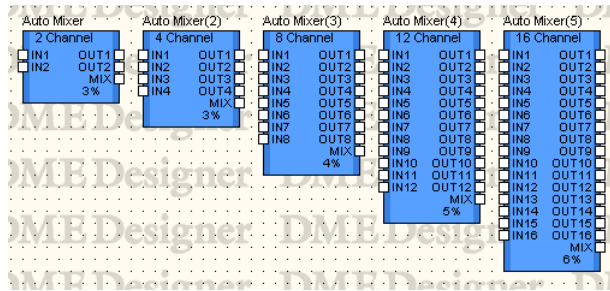 Auto Mixer
2 Channel
IN1 OUT1
IN2 OUT2
MIX
3%
Auto Mixer(2)
4 Channel
IN1 OUT1
IN2 OUT2
IN3 OUT3
IN4 OUT4
MIX
3%
Auto Mixer(3)
8 Channel
IN1 OUT1
IN2 OUT2
IN3 OUT3
IN4 OUT4
IN5 OUT5
IN6 OUT6
IN7 OUT7
IN8 OUT8
MIX
4%
Auto Mixer(4)
12 Channel
IN1 OUT1
IN2 OUT2
IN3 OUT3
IN4 OUT4
IN5 OUT5
IN6 OUT6
IN7 OUT7
IN8 OUT8
IN9 OUT9
IN10 OUT10
IN11 OUT11
IN12 OUT12
MIX
5%
Auto Mixer(5)
16 Channel
IN1 OUT1
IN2 OUT2
IN3 OUT3
IN4 OUT4
IN5 OUT5
IN6 OUT6
IN7 OUT7
IN8 OUT8
IN9 OUT9
IN10 OUT10
IN11 OUT11
IN12 OUT12
IN13 OUT13
IN14 OUT14
IN15 OUT15
IN16 OUT16
MIX
6%
DME Designer DME Designer
DME Designer DME Designer
DME Designer DME Designer